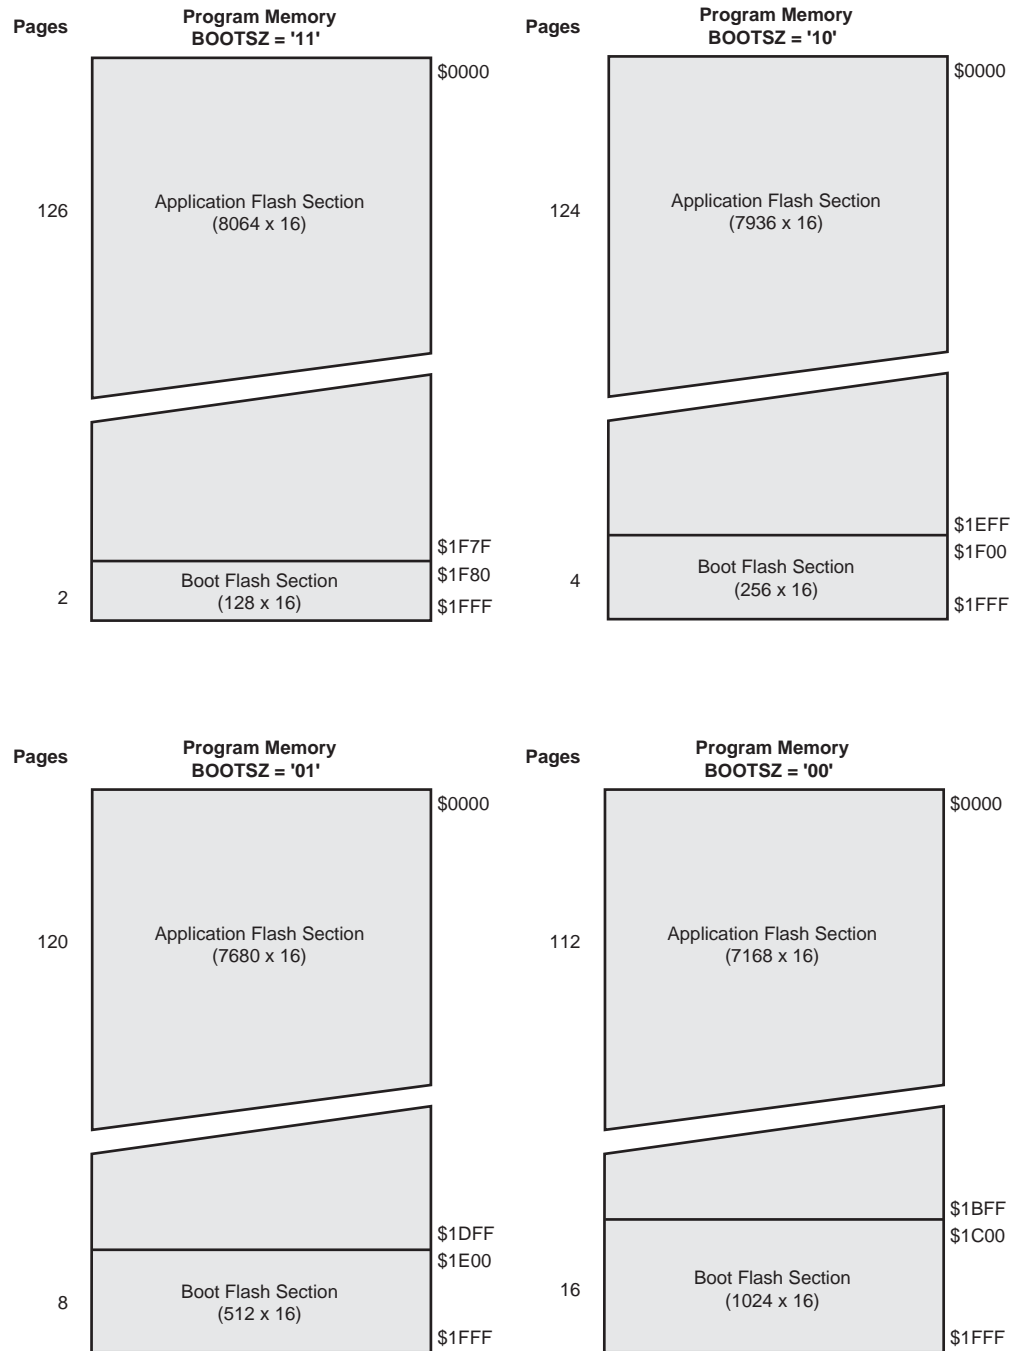 Pages
Program Memory
BOOTSZ = '11'
$0000
126
Application Flash Section
(8064 x 16)
$1F7F
$1F80
2
Boot Flash Section
(128 x 16)
$1FFF
Pages
Program Memory
BOOTSZ = '10'
$0000
124
Application Flash Section
(7936 x 16)
$1EFF
$1F00
4
Boot Flash Section
(256 x 16)
$1FFF
Pages
Program Memory
BOOTSZ = '01'
$0000
120
Application Flash Section
(7680 x 16)
$1DFF
$1E00
8
Boot Flash Section
(512 x 16)
$1FFF
Pages
Program Memory
BOOTSZ = '00'
$0000
112
Application Flash Section
(7168 x 16)
$1BFF
$1C00
16
Boot Flash Section
(1024 x 16)
$1FFF